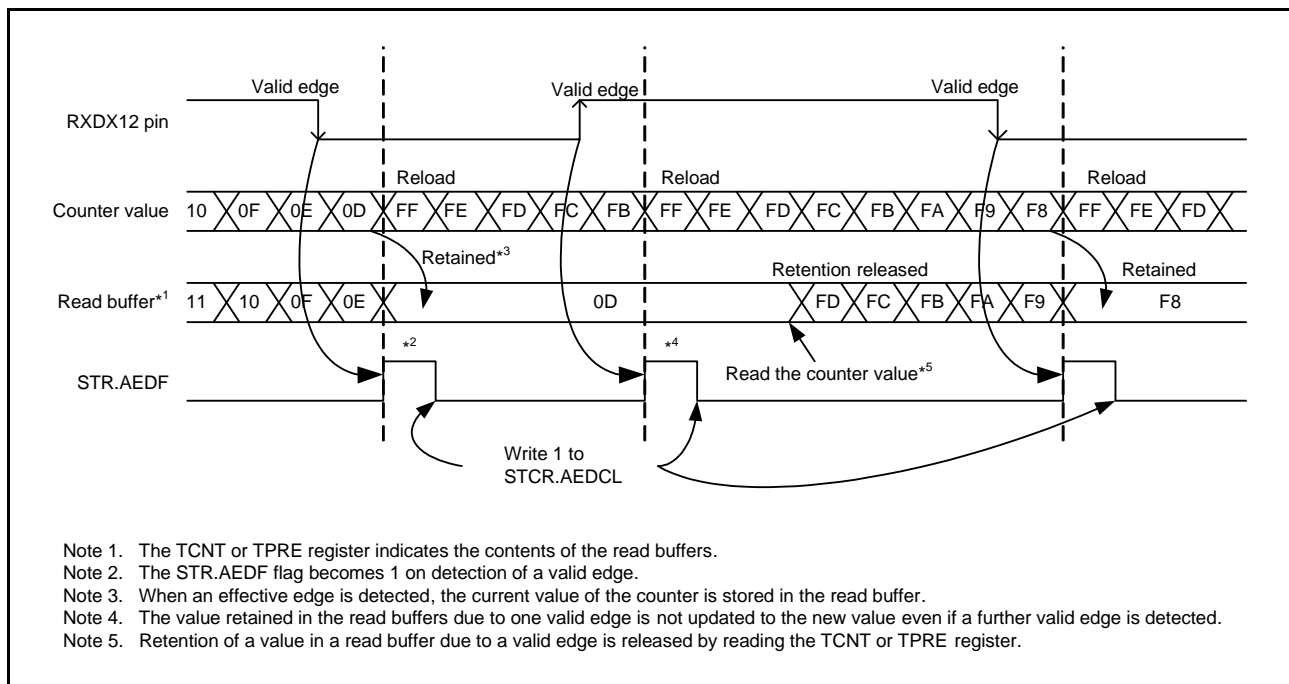 Valid edge Valid edge Valid edge
RXDX12 pin
Reload Reload Reload
Counter value 10 0F 0E 0D FF FE FD FC FB FF FE FD FC FB FA F9 F8 FF FE FD
Retained*3 Retention released Retained
Read buffer*1 11 10 0F 0E 0D FD FC FB FA F9 F8
*2 *4
Read the counter value*5
STR.AEDF
Write 1 to
STCR.AEDCL
Note 1. The TCNT or TPRE register indicates the contents of the read buffers.
Note 2. The STR.AEDF flag becomes 1 on detection of a valid edge.
Note 3. When an effective edge is detected, the current value of the counter is stored in the read buffer.
Note 4. The value retained in the read buffers due to one valid edge is not updated to the new value even if a further valid edge is detected.
Note 5. Retention of a value in a read buffer due to a valid edge is released by reading the TCNT or TPRE register.